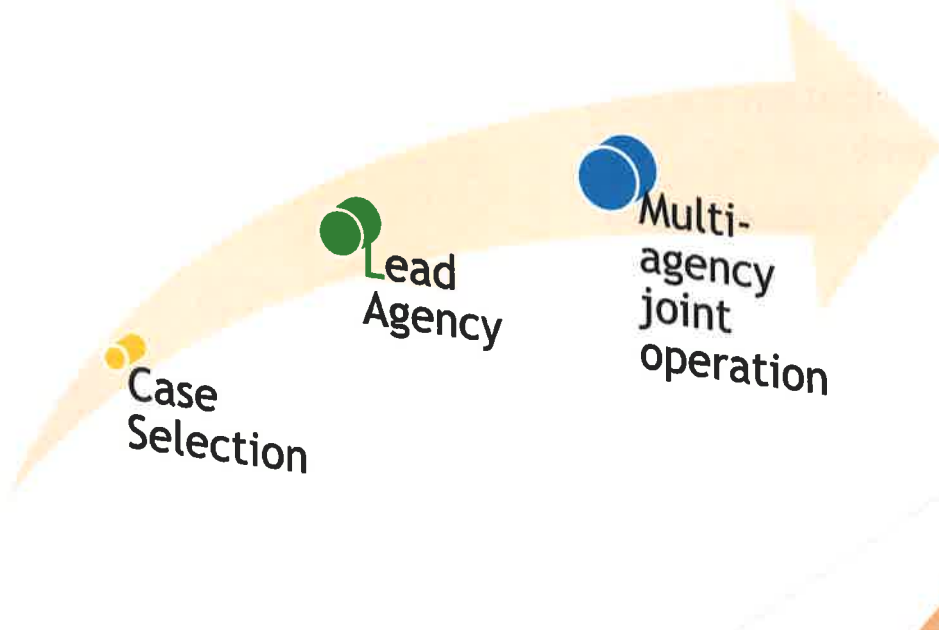 Case
Selection
Lead
Agency
Multi-
agency
joint
operation